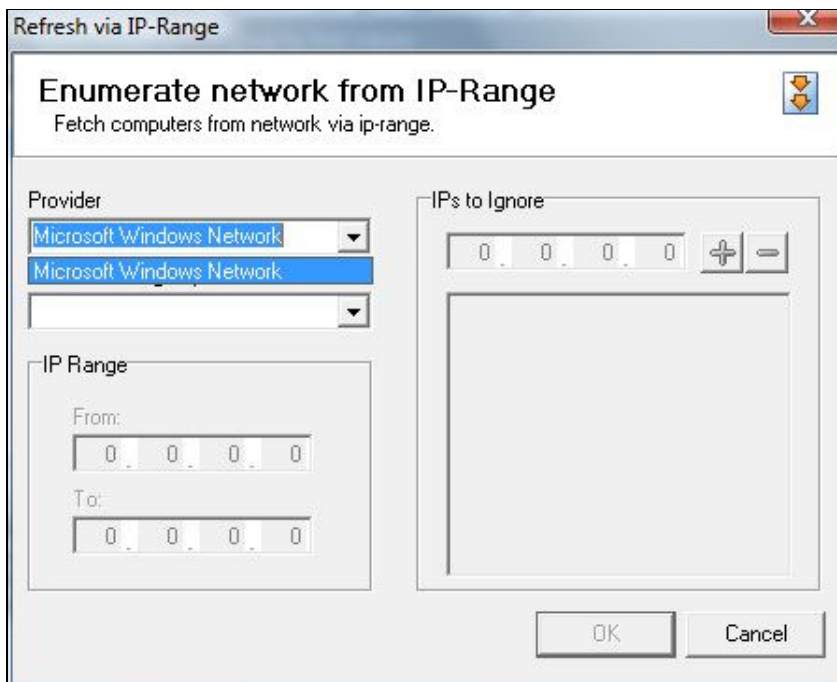 Refresh via IP-Range
Enumerate network from IP-Range
Fetch computers from network via ip-range.
Provider
Microsoft Windows Network
Microsoft Windows Network
IP Range
From:
0 . 0 . 0 . 0
To:
0 . 0 . 0 . 0
IPs to Ignore
0 . 0 . 0 . 0
OK
Cancel